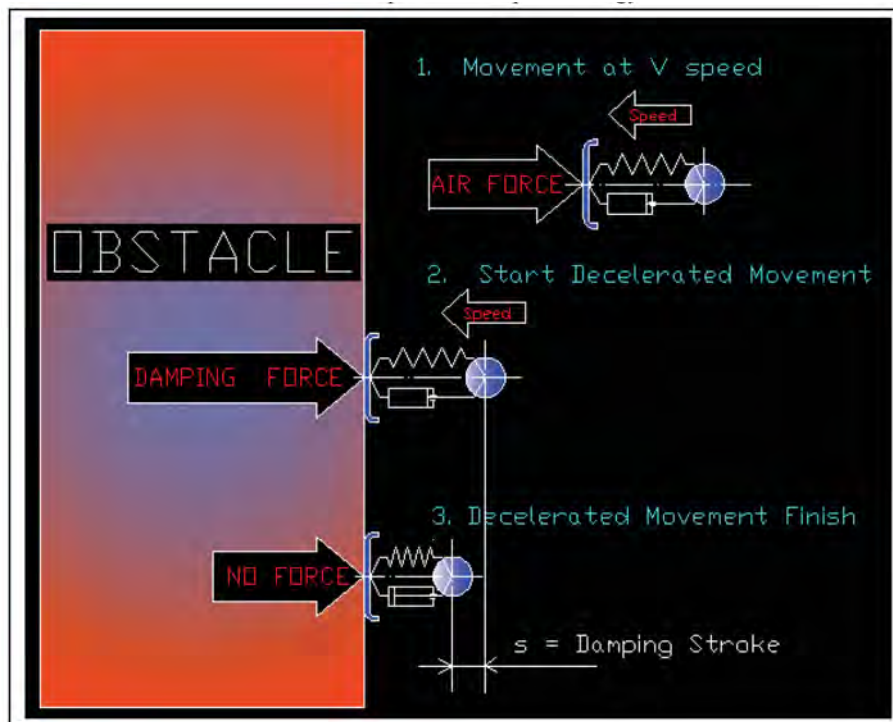 1. Movement at V speed
Speed
AIR FORCE
OBSTACLE
2. Start Decelerated Movement
Speed
DAMPING FORCE
3. Decelerated Movement Finish
NO FORCE
s = Damping Stroke